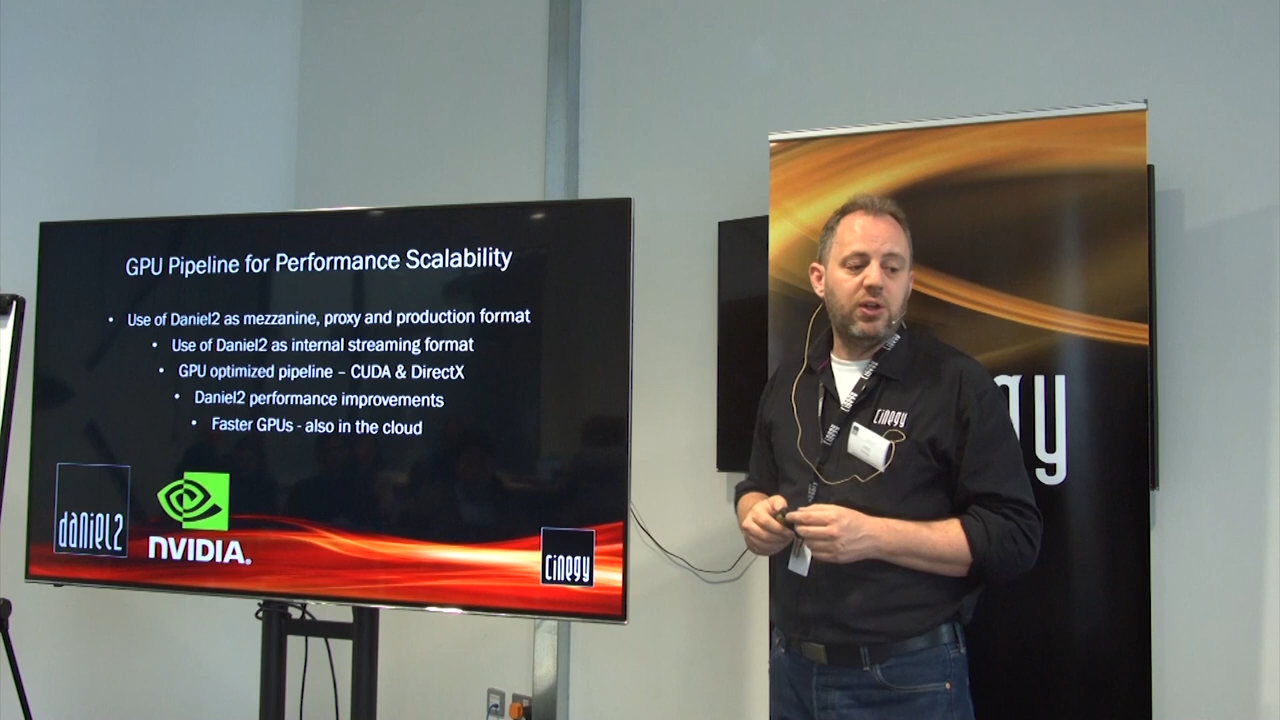 GPU Pipeline for Performance Scalability
• Use of Daniel2 as mezzanine, proxy and production format
• Use of Daniel2 as internal streaming format
• GPU optimized pipeline – CUDA & DirectX
• Daniel2 performance improvements
• Faster GPUs - also in the cloud
daniel2
NVIDIA.
cinegy
cinegy
gy